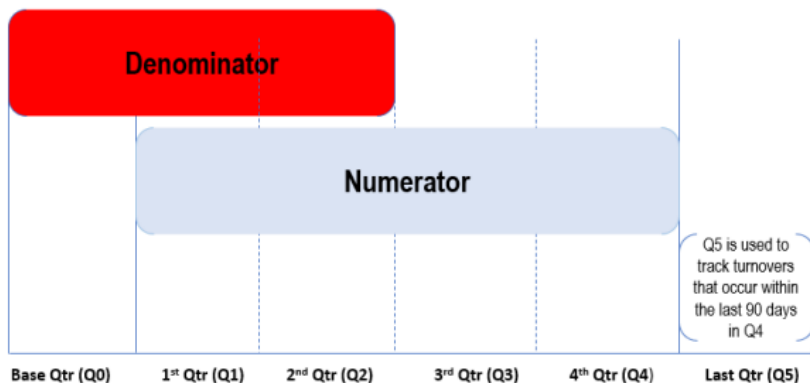 Denominator
Numerator
Q5 is used to
track turnovers
that occur within
the last 90 days
in Q4
Base Qtr (Q0) 1st Qtr (Q1) 2nd Qtr (Q2) 3rd Qtr (Q3) 4th Qtr (Q4) Last Qtr (Q5)